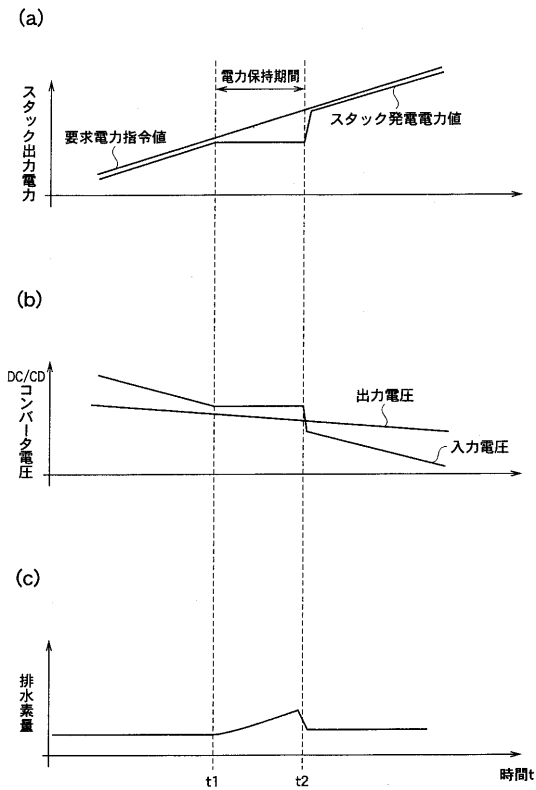 (a)
電力保持期間
スタック出力電力
要求電力指令値
スタック発電電力値
(b)
DC/CD
コンバータ電圧
出力電圧
入力電圧
(c)
排水素量
t1
t2
時間t